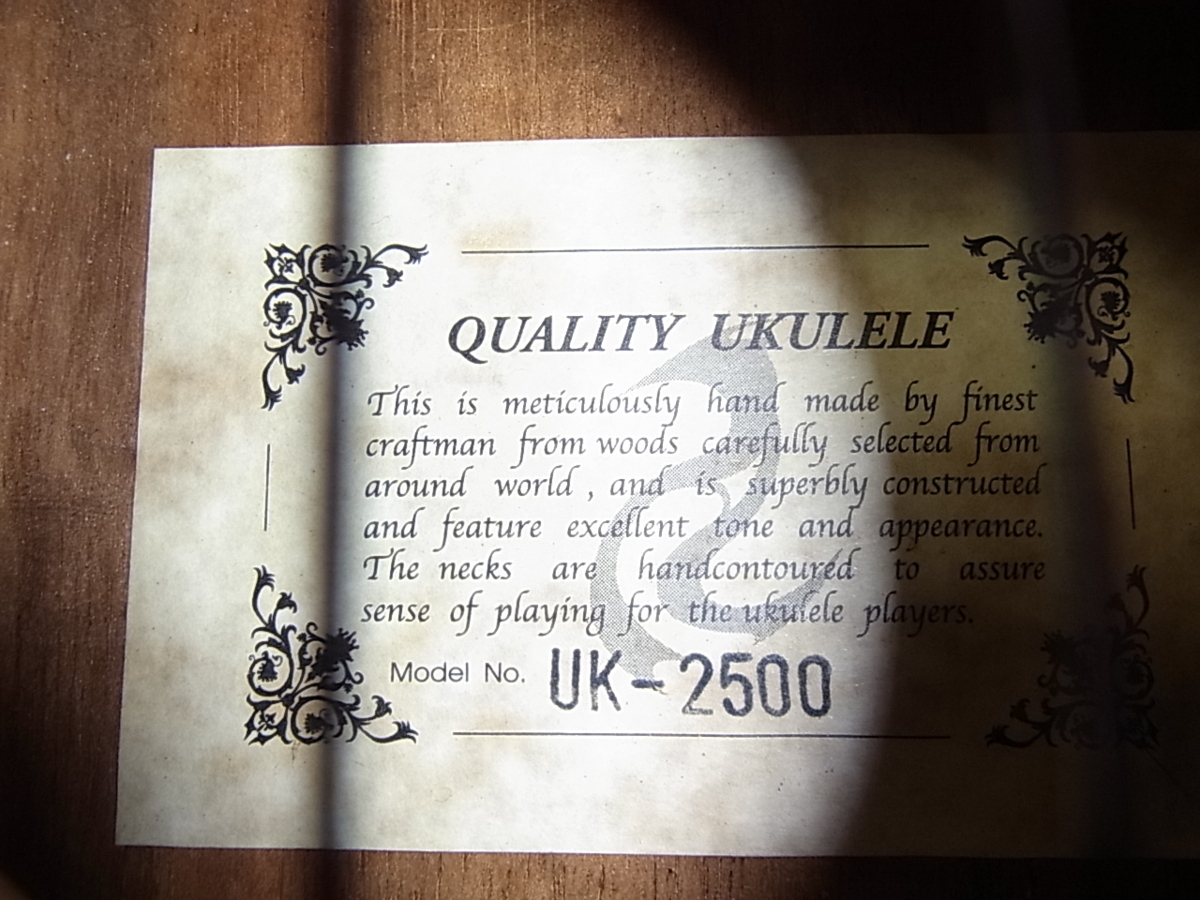 QUALITY UKULELE
This is meticulously hand made by finest
craftman from woods carefully selected from
around world , and is superbly constructed
and feature excellent tone and appearance.
The necks are handcontoured to assure
sense of playing for the ukulele players.
Model No. UK-2500